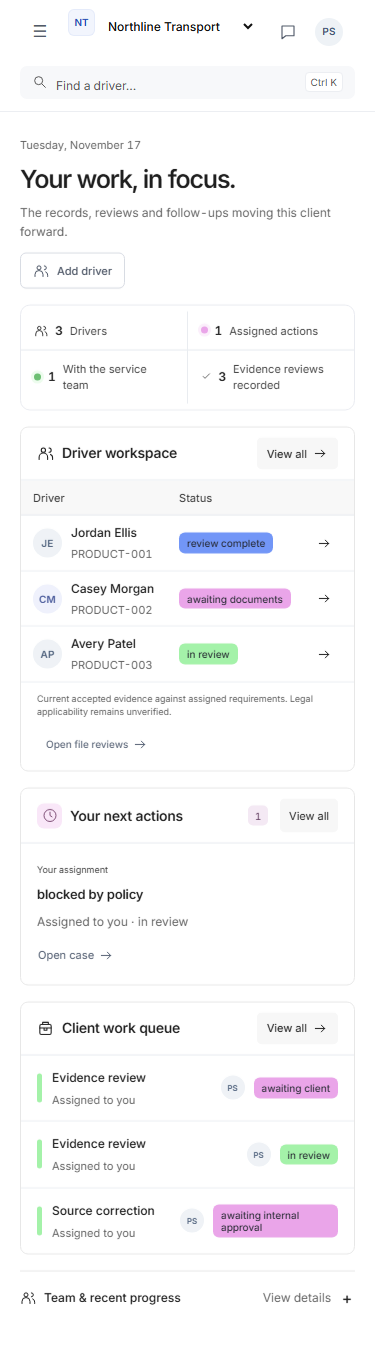 NT Northline Transport PS
Find a driver... Ctrl K
Tuesday, November 17
Your work, in focus.
The records, reviews and follow-ups moving this client
forward.
Add driver
3 Drivers
1 Assigned actions
1 With the service
team
3 Evidence reviews
recorded
Driver workspace View all
Driver Status
JE Jordan Ellis
PRODUCT-001
review complete
CM Casey Morgan
PRODUCT-002
awaiting documents
AP Avery Patel
PRODUCT-003
in review
Current accepted evidence against assigned requirements. Legal
applicability remains unverified.
Open file reviews
Your next actions 1 View all
Your assignment
blocked by policy
Assigned to you · in review
Open case
Client work queue View all
Evidence review
Assigned to you
PS awaiting client
Evidence review
Assigned to you
PS in review
Source correction
Assigned to you
PS awaiting internal
approval
Team & recent progress View details +